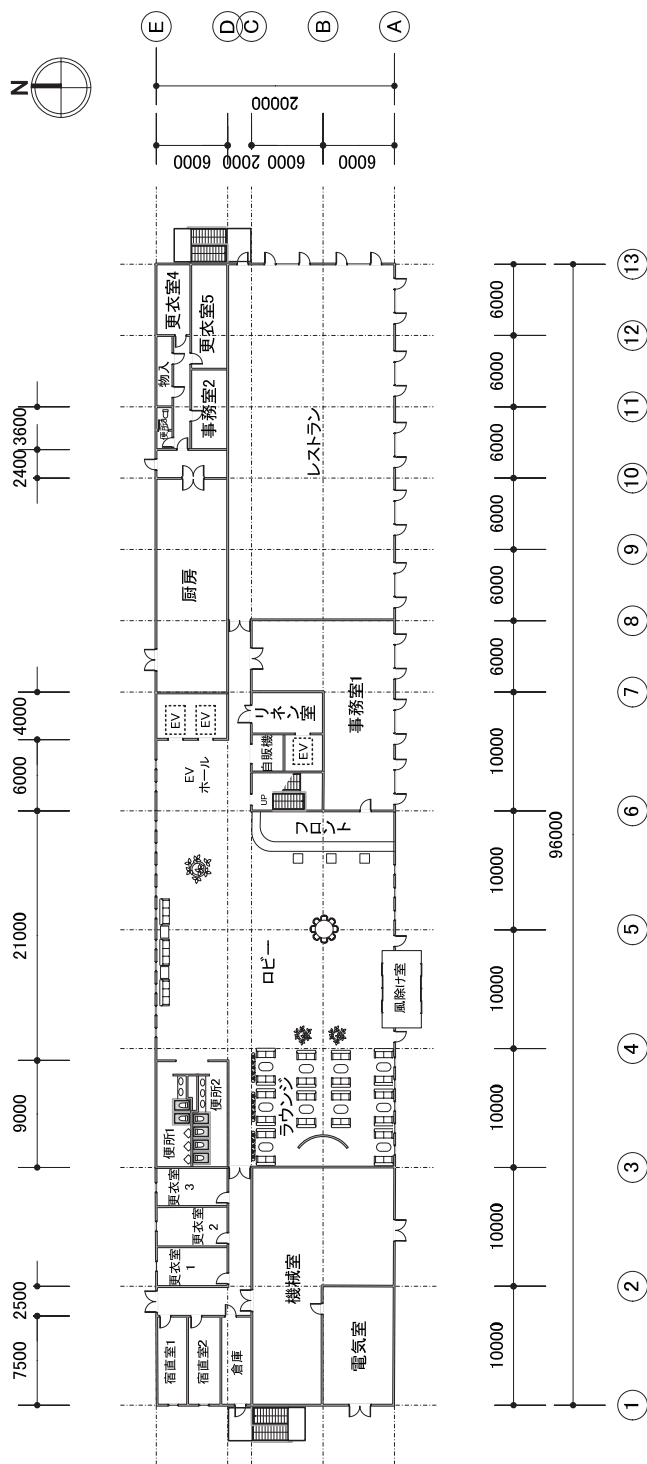 N
E
D
C
B
A
20000
6000
2000
6000
6000
2400
3600
4000
6000
21000
9000
2500
7500
更衣室4
更衣室5
物入
便所
事務室2
レストラン
厨房
EV
EV
EV
ホール
リネン室
自販機
EV
UP
事務室1
フロント
ロビー
風除け室
ラウンジ
便所1
便所2
更衣室
3
更衣室
2
更衣室
1
宿直室1
宿直室2
倉庫
機械室
電気室
6000
6000
6000
6000
6000
6000
10000
10000
10000
10000
10000
10000
96000
13
12
11
10
9
8
7
6
5
4
3
2
1